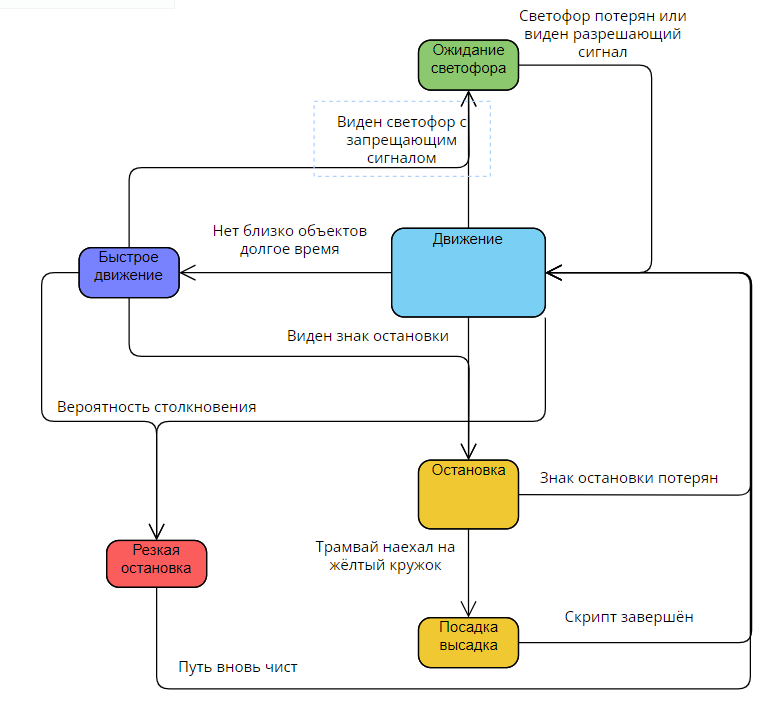 Светофор потерян или
виден разрешающий
сигнал
Ожидание
светофора
Виден светофор с
запрещающим
сигналом
Нет близко объектов
долгое время
Движение
Быстрое
движение
Виден знак остановки
Вероятность столкновения
Остановка
Знак остановки потерян
Трамвай наехал на
жёлтый кружок
Резкая
остановка
Посадка
высадка
Скрипт завершён
Путь вновь чист